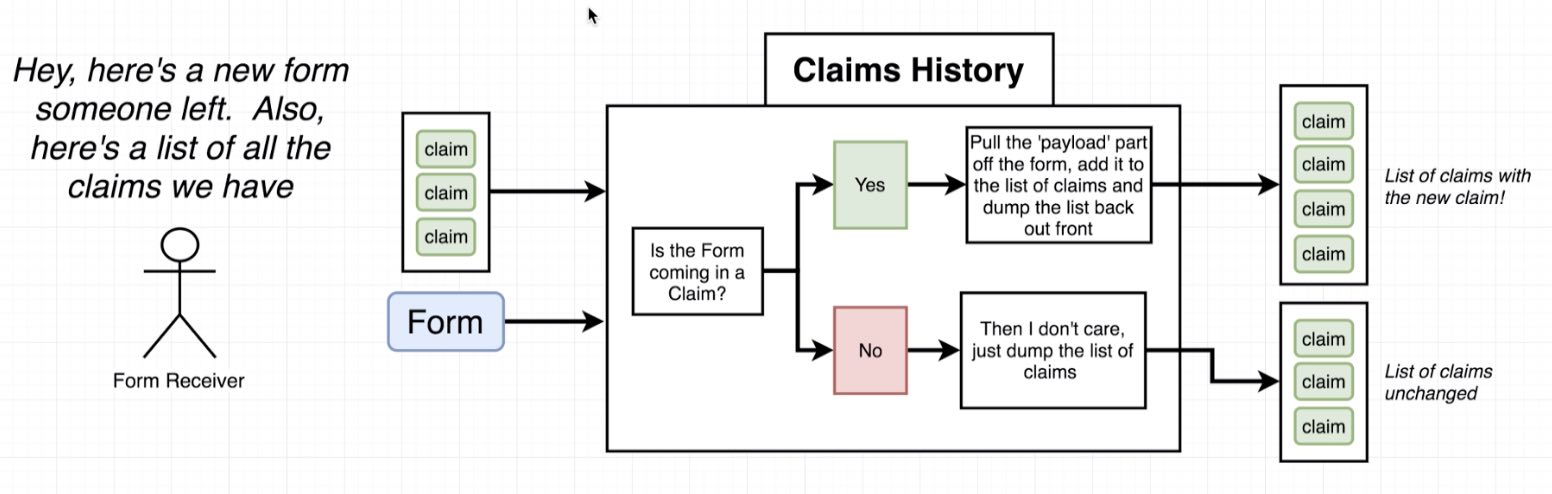 Hey, here's a new form
someone left.  Also,
here's a list of all the
claims we have
Form Receiver
claim
claim
claim
Form
Claims History
Is the Form
coming in a
Claim?
Yes
Pull the 'payload' part
off the form, add it to
the list of claims and
dump the list back
out front
No
Then I don't care,
just dump the list of
claims
claim
claim
claim
claim
List of claims with
the new claim!
claim
claim
claim
List of claims
unchanged